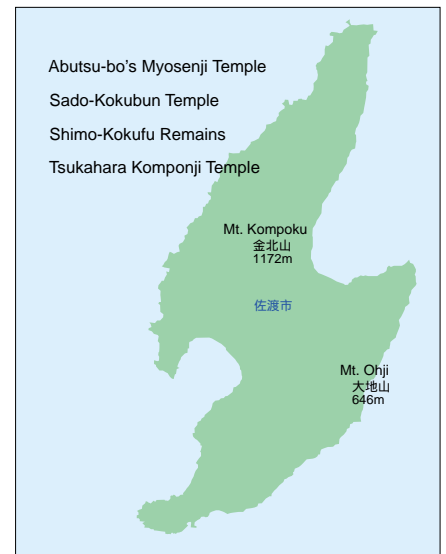 Abutsu-bo's Myosenji Temple
Sado-Kokubun Temple
Shimo-Kokufu Remains
Tsukahara Komponji Temple
Mt. Kompoku
金北山
1172m
佐渡市
Mt. Ohji
大地山
646m